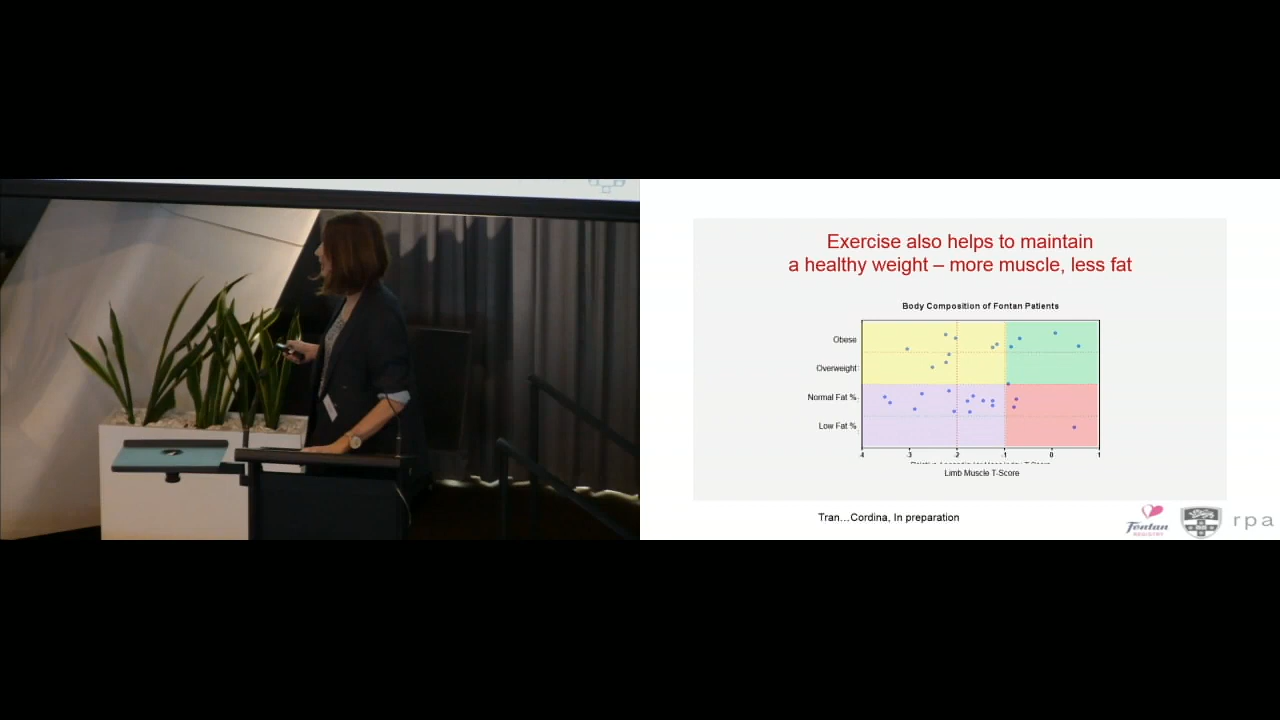 Exercise also helps to maintain
a healthy weight – more muscle, less fat
Body Composition of Fontan Patients
Obese
Overweight
Normal Fat %
Low Fat %
-4 -3 -2 -1 0 1
Limb Muscle T-Score
Tran...Cordina, In preparation
Fontan
REGISTRY
rpa